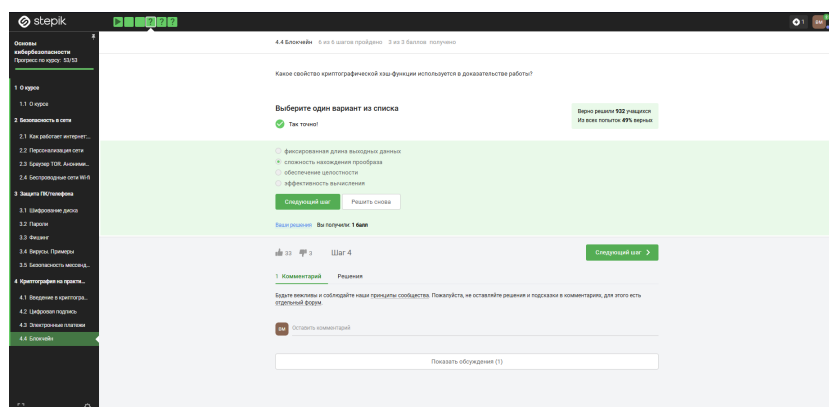 stepik
1
ВМ
Основы
кибербезопасности
Прогресс по курсу: 53/53
1 О курсе
1.1 О курсе
2 Безопасность в сети
2.1 Как работает интернет:...
2.2 Персонализация сети
2.3 Браузер TOR. Анонími...
2.4 Беспроводные сети Wi-fi
3 Защита ПК/телефона
3.1 Шифрование диска
3.2 Пароли
3.3 Фишинг
3.4 Вирусы. Примеры
3.5 Безопасность мессенд...
4 Криптография на практи...
4.1 Введение в криптогра...
4.2 Цифровая подпись
4.3 Электронные платежи
4.4 Блокчейн
4.4 Блокчейн 6 из 6 шагов пройдено 3 из 3 баллов получено
Какое свойство криптографической хэш-функции используется в доказательстве работы?
Выберите один вариант из списка
Так точно!
Верно решили 932 учащихся
Из всех попыток 49% верных
фиксированная длина выходных данных
сложность нахождения прообраза
обеспечение целостности
эффективность вычисления
Следующий шаг Решить снова
Ваши решения Вы получили: 1 балл
33 3 Шаг 4 Следующий шаг
1 Комментарий Решения
Будьте вежливы и соблюдайте наши принципы сообщества. Пожалуйста, не оставляйте решения и подсказки в комментариях, для этого есть
отдельный форум.
ВМ Оставить комментарий
Показать обсуждения (1)